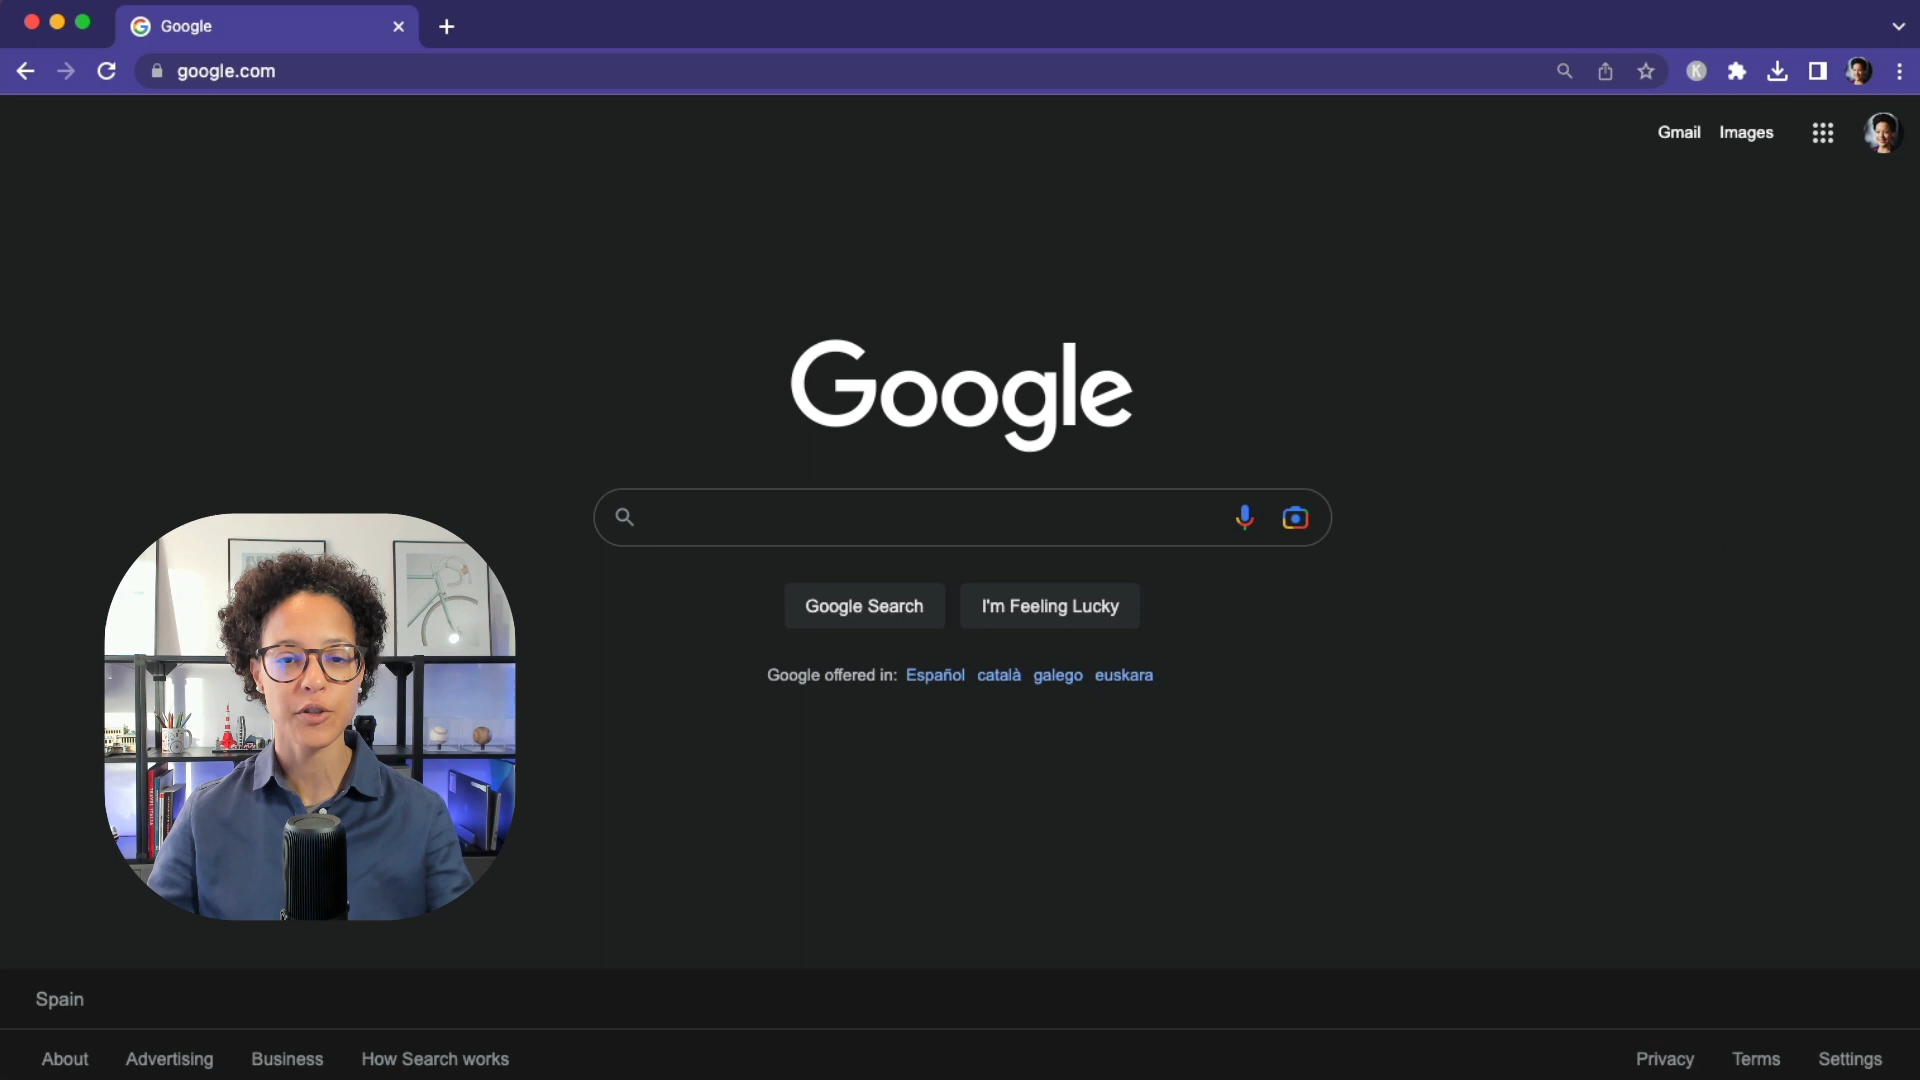 Google
google.com
K
Gmail Images
Google
Google Search I'm Feeling Lucky
Google offered in: Español català galego euskara
Spain
About Advertising Business How Search works
Privacy Terms Settings